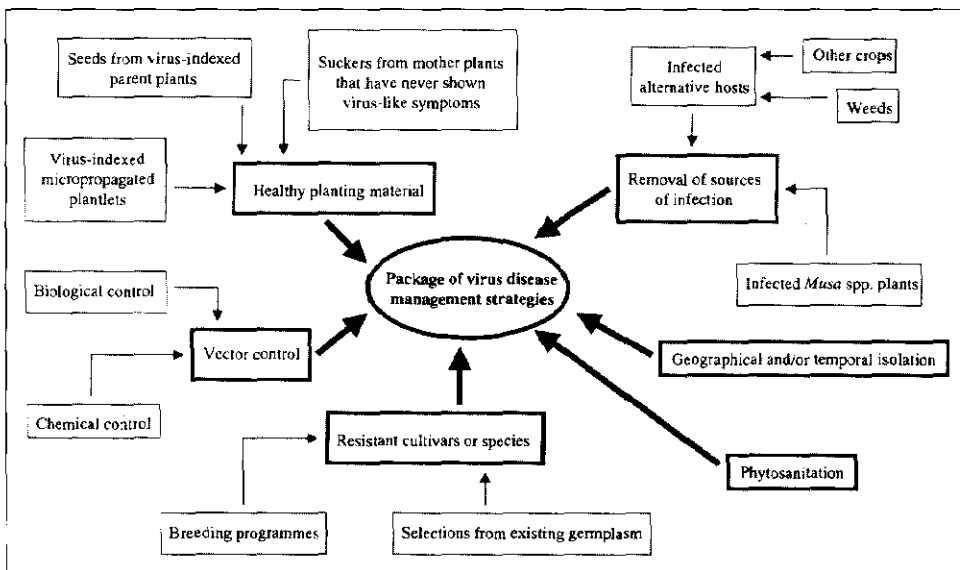 Seeds from virus-indexed
parent plants
Suckers from mother plants
that have never shown
virus-like symptoms
Infected
alternative hosts
Other crops
Weeds
Virus-indexed
micropropagated
plantlets
Healthy planting material
Removal of sources
of infection
Package of virus disease
management strategies
Biological control
Infected Musa spp. plants
Vector control
Geographical and/or temporal isolation
Chemical control
Resistant cultivars or species
Phytosanitation
Breeding programmes
Selections from existing germplasm